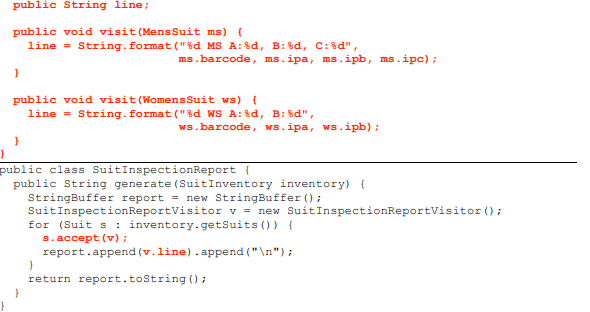 public String line;
public void visit(MensSuit ms) {
line = String.format("%d MS A:%d, B:%d, C:%d",
ms.barcode, ms.ipa, ms.ipb, ms.ipc);
}
public void visit(WomensSuit ws) {
line = String.format("%d WS A:%d, B:%d",
ws.barcode, ws.ipa, ws.ipb);
}
}
public class SuitInspectionReport {
public String generate(SuitInventory inventory) {
StringBuffer report = new StringBuffer();
SuitInspectionReportVisitor v = new SuitInspectionReportVisitor();
for (Suit s : inventory.getSuits()) {
s.accept(v);
report.append(v.line).append("\n");
}
return report.toString();
}
}